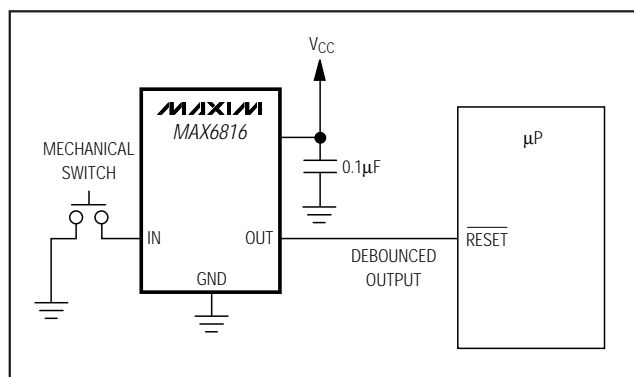 VCC
MAXIM
MAX6816
μP
MECHANICAL
SWITCH
0.1μF
IN
OUT
RESET
DEBOUNCED
OUTPUT
GND